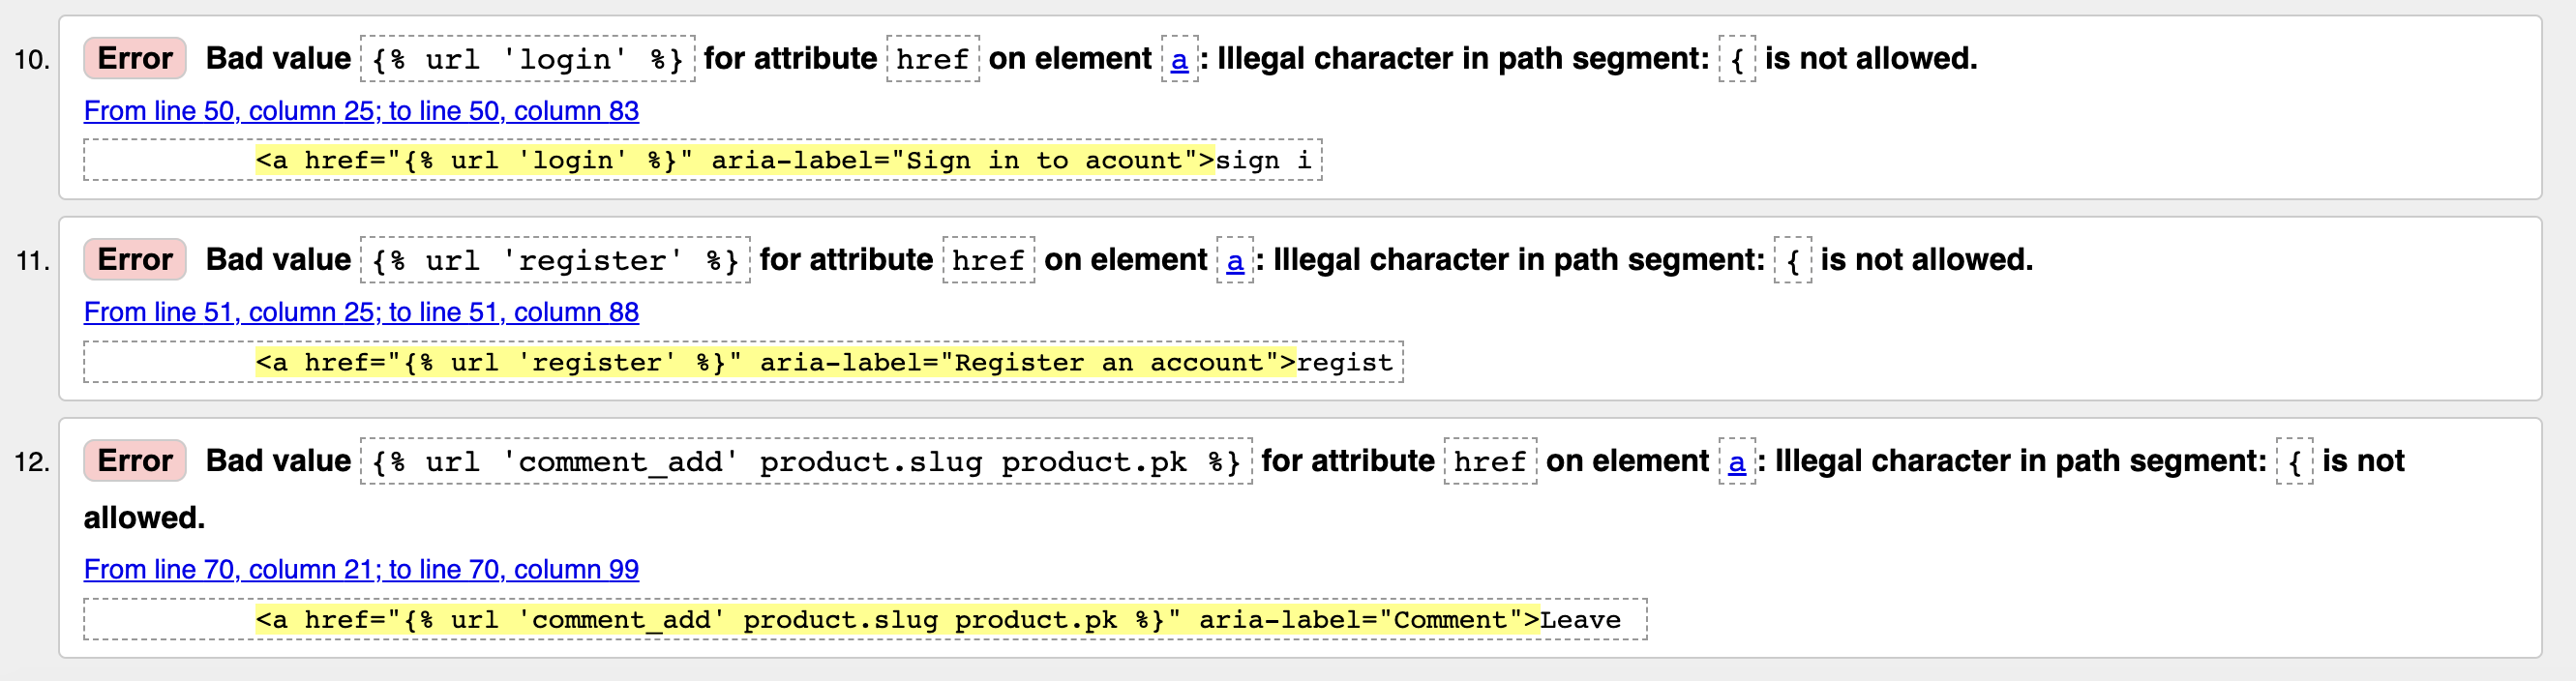 10. Error Bad value {% url 'login' %} for attribute href on element a: Illegal character in path segment: { is not allowed.
From line 50, column 25; to line 50, column 83
<a href="{% url 'login' %}" aria-label="Sign in to acount">sign i
11. Error Bad value {% url 'register' %} for attribute href on element a: Illegal character in path segment: { is not allowed.
From line 51, column 25; to line 51, column 88
<a href="{% url 'register' %}" aria-label="Register an account">regist
12. Error Bad value {% url 'comment_add' product.slug product.pk %} for attribute href on element a: Illegal character in path segment: { is not
allowed.
From line 70, column 21; to line 70, column 99
<a href="{% url 'comment_add' product.slug product.pk %}" aria-label="Comment">Leave